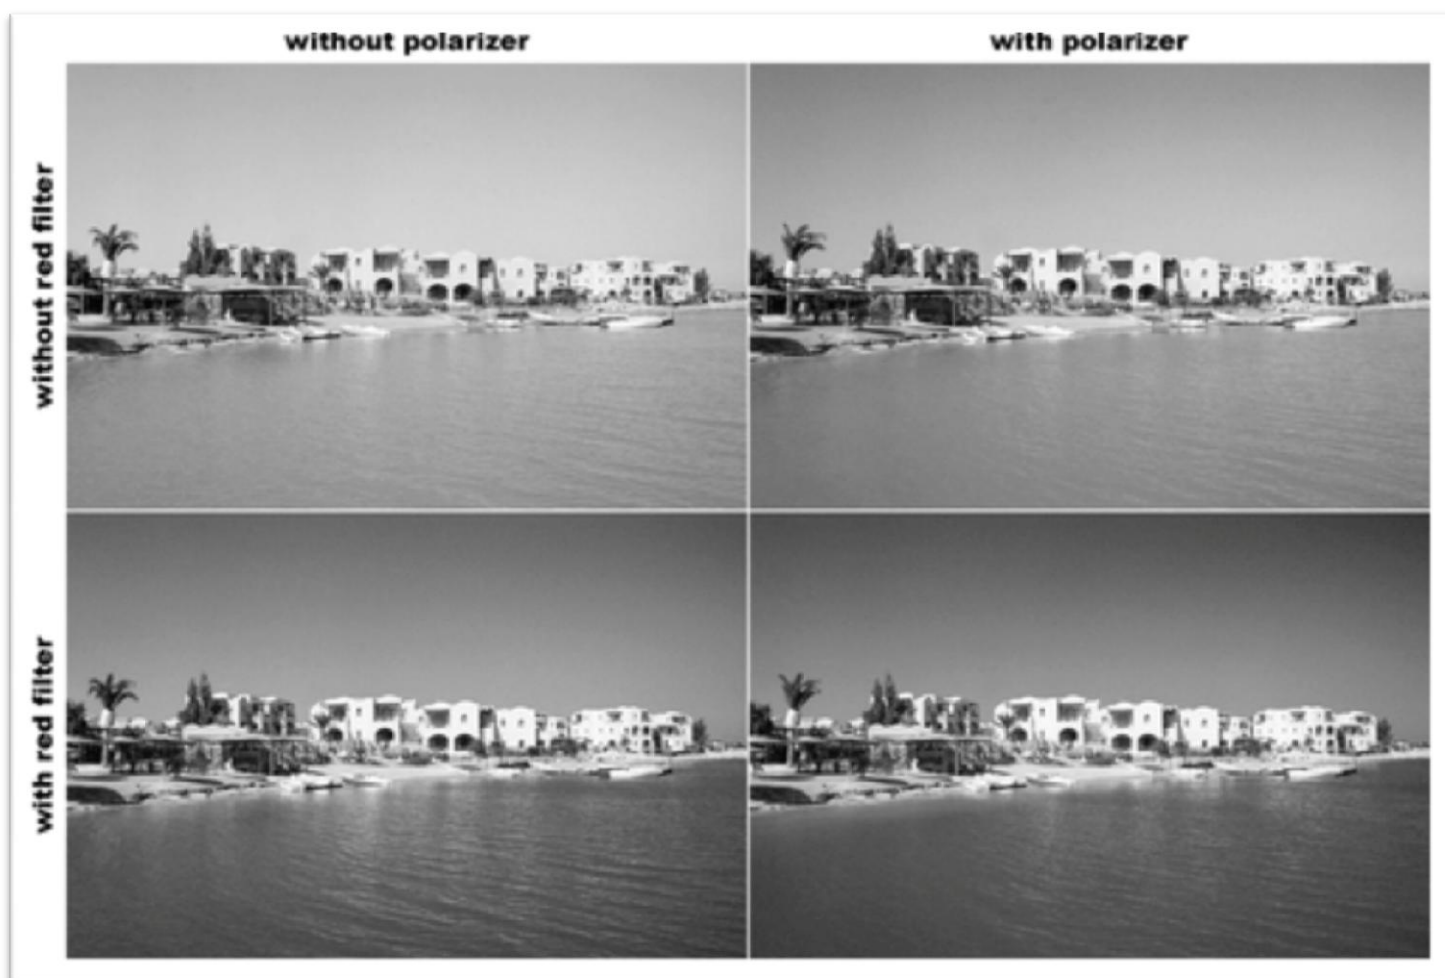 without polarizer
with polarizer
without red filter
with red filter